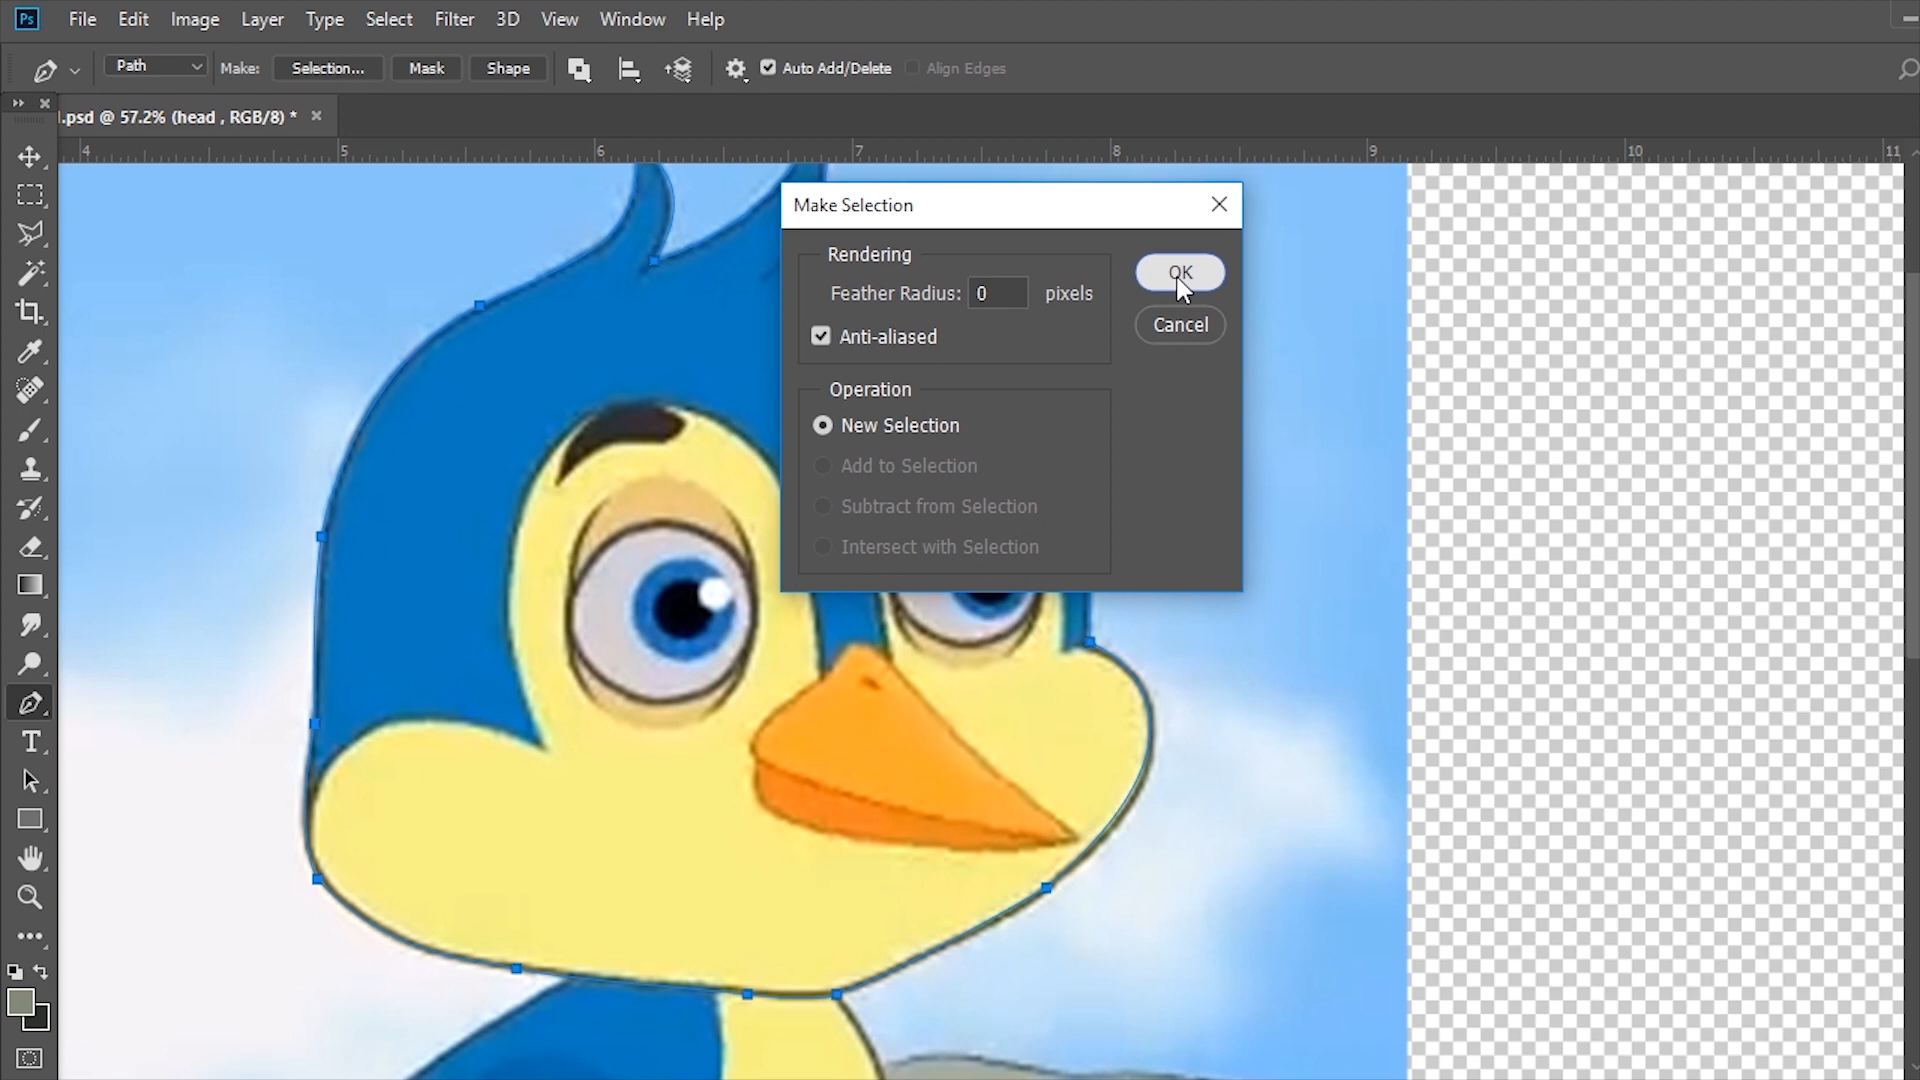 Ps File Edit Image Layer Type Select Filter 3D View Window Help
Path Make: Selection... Mask Shape Auto Add/Delete Align Edges
l.psd @ 57.2% (head , RGB/8) *
4 5 6 7 8 9 10 11
Make Selection
Rendering
OK
Feather Radius: 0 pixels
Cancel
Anti-aliased
Operation
New Selection
Add to Selection
Subtract from Selection
Intersect with Selection
T